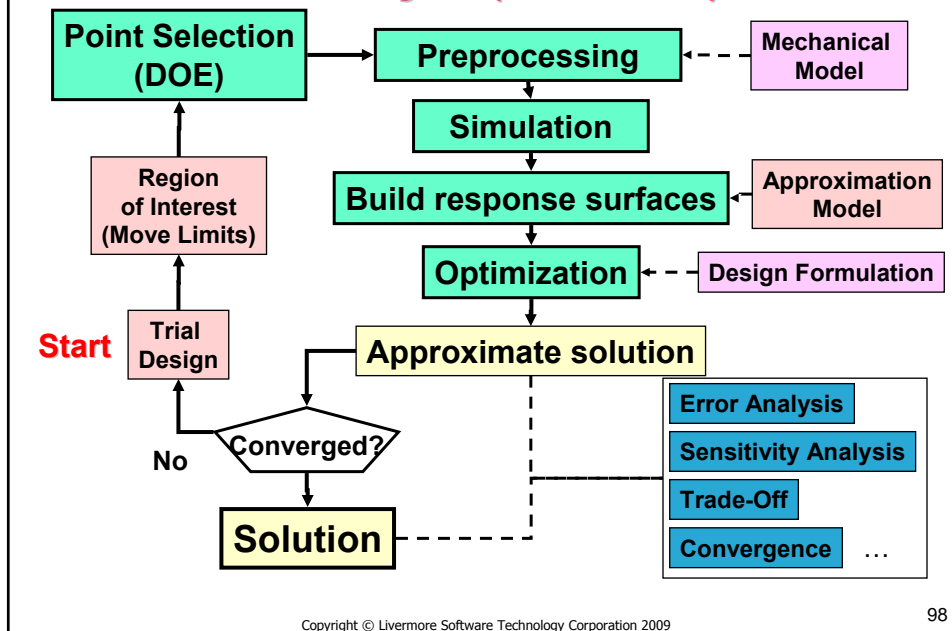 Point Selection
(DOE)
Preprocessing
Mechanical
Model
Simulation
Region
of Interest
(Move Limits)
Build response surfaces
Approximation
Model
Optimization
Design Formulation
Start
Trial
Design
Approximate solution
Error Analysis
No
Converged?
Sensitivity Analysis
Trade-Off
Solution
Convergence …
Copyright © Livermore Software Technology Corporation 2009
98